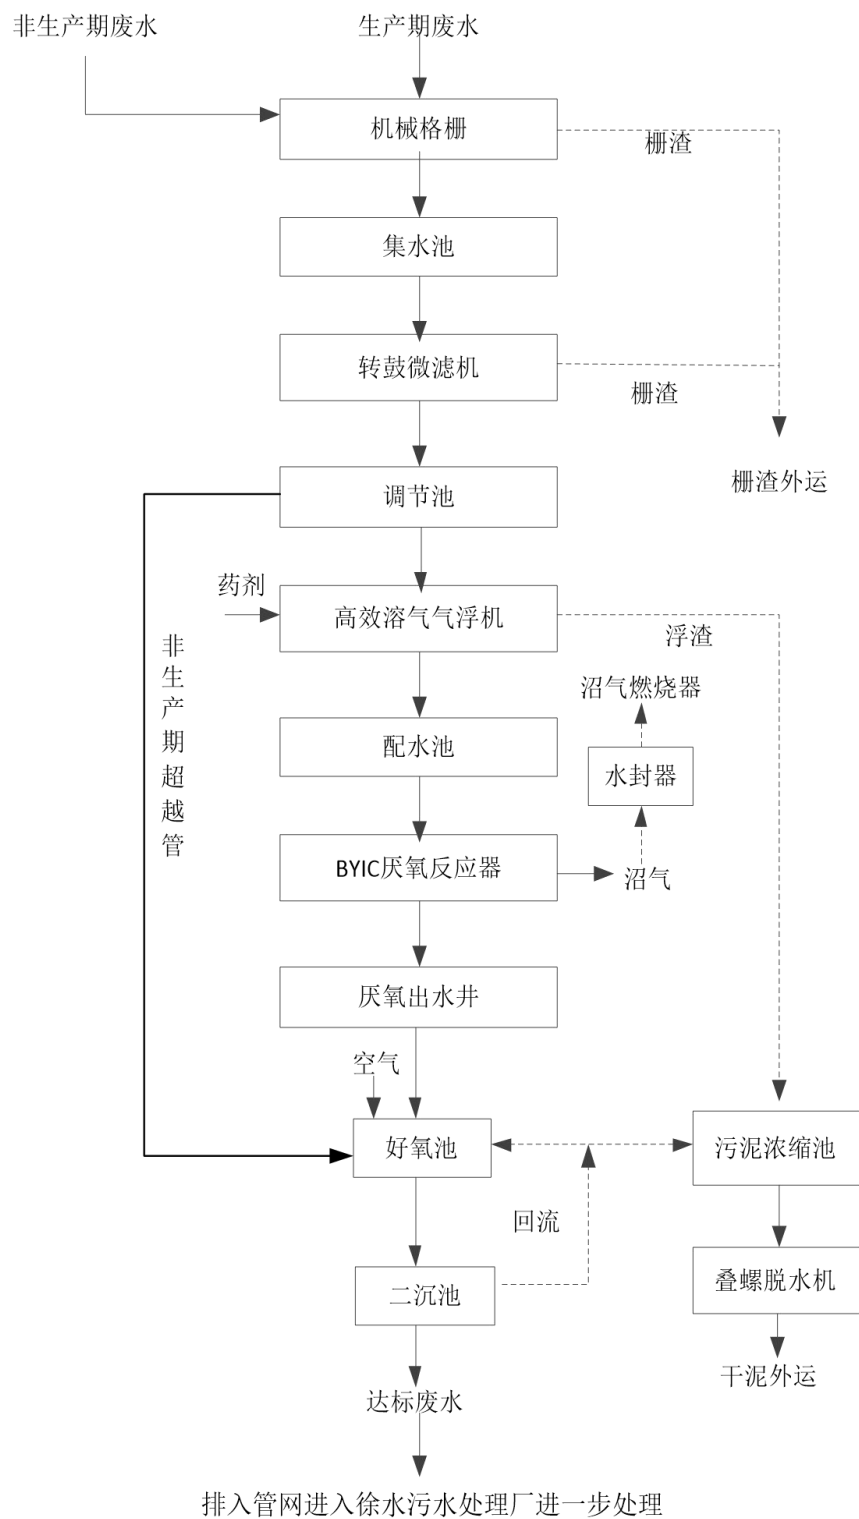 非生产期废水
生产期废水
机械格栅
栅渣
集水池
转鼓微滤机
栅渣
栅渣外运
调节池
药剂
高效溶气气浮机
浮渣
非生产期超越管
沼气燃烧器
配水池
水封器
BYIC厌氧反应器
沼气
厌氧出水井
空气
好氧池
污泥浓缩池
回流
二沉池
叠螺脱水机
干泥外运
达标废水
排入管网进入徐水污水处理厂进一步处理